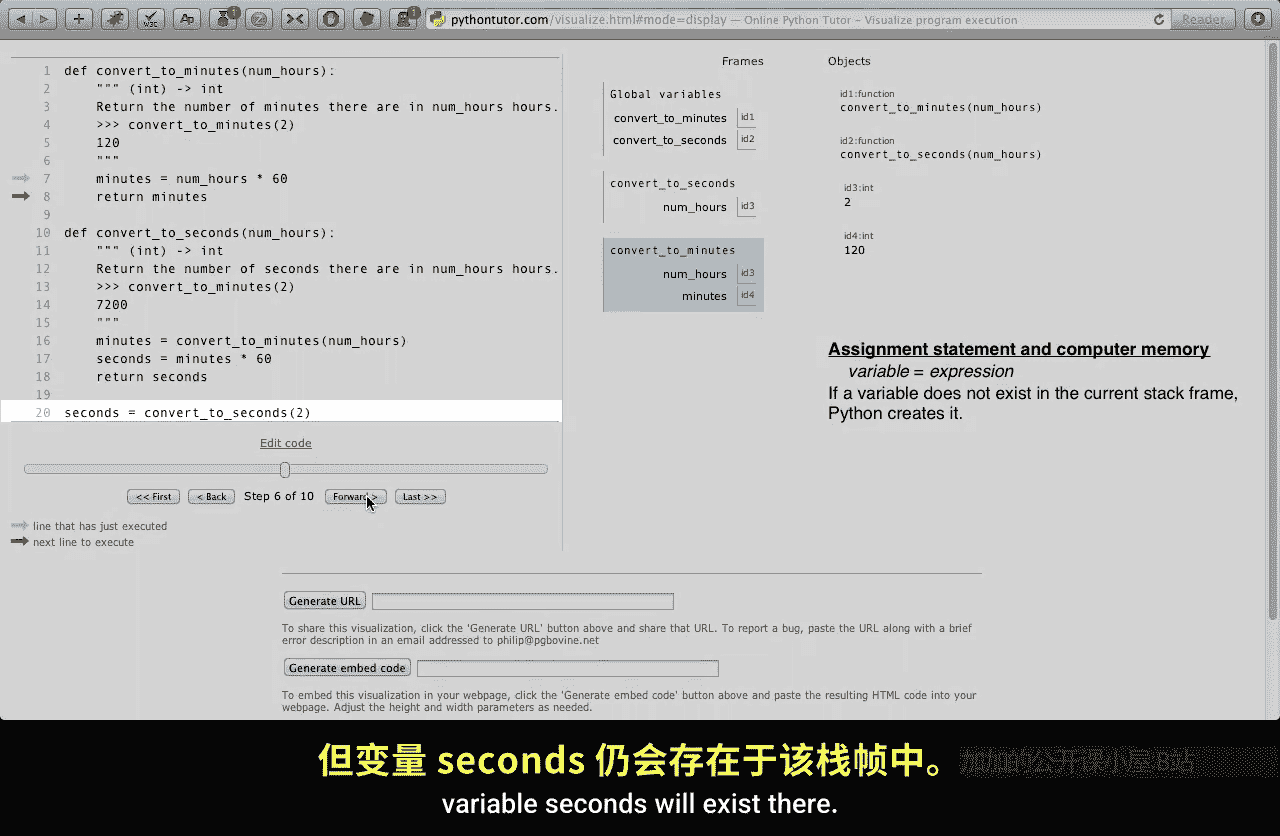 pythontutor.com/visualize.html#mode=display — Online Python Tutor – Visualize program execution
Reader
W3C
Ap
1
2
1
Frames
Objects
1 def convert_to_minutes(num_hours):
2 """ (int) -> int
3 Return the number of minutes there are in num_hours hours.
4 >>> convert_to_minutes(2)
5 120
6 """
7 minutes = num_hours * 60
8 return minutes
9
10 def convert_to_seconds(num_hours):
11 """ (int) -> int
12 Return the number of seconds there are in num_hours hours.
13 >>> convert_to_minutes(2)
14 7200
15 """
16 minutes = convert_to_minutes(num_hours)
17 seconds = minutes * 60
18 return seconds
19
20 seconds = convert_to_seconds(2)
Edit code
<< First
< Back
Step 6 of 10
Forward >
Last >>
line that has just executed
next line to execute
Global variables
convert_to_minutes id1
convert_to_seconds id2
convert_to_seconds
num_hours id3
convert_to_minutes
num_hours id3
minutes id4
id1:function
convert_to_minutes(num_hours)
id2:function
convert_to_seconds(num_hours)
id3:int
2
id4:int
120
Assignment statement and computer memory
variable = expression
If a variable does not exist in the current stack frame,
Python creates it.
Generate URL
To share this visualization, click the 'Generate URL' button above and share that URL. To report a bug, paste the URL along with a brief
error description in an email addressed to philip@pgbovine.net
Generate embed code
To embed this visualization in your webpage, click the 'Generate embed code' button above and paste the resulting HTML code into your
webpage. Adjust the height and width parameters as needed.
但变量 seconds 仍会存在于该栈帧中。
variable seconds will exist there.